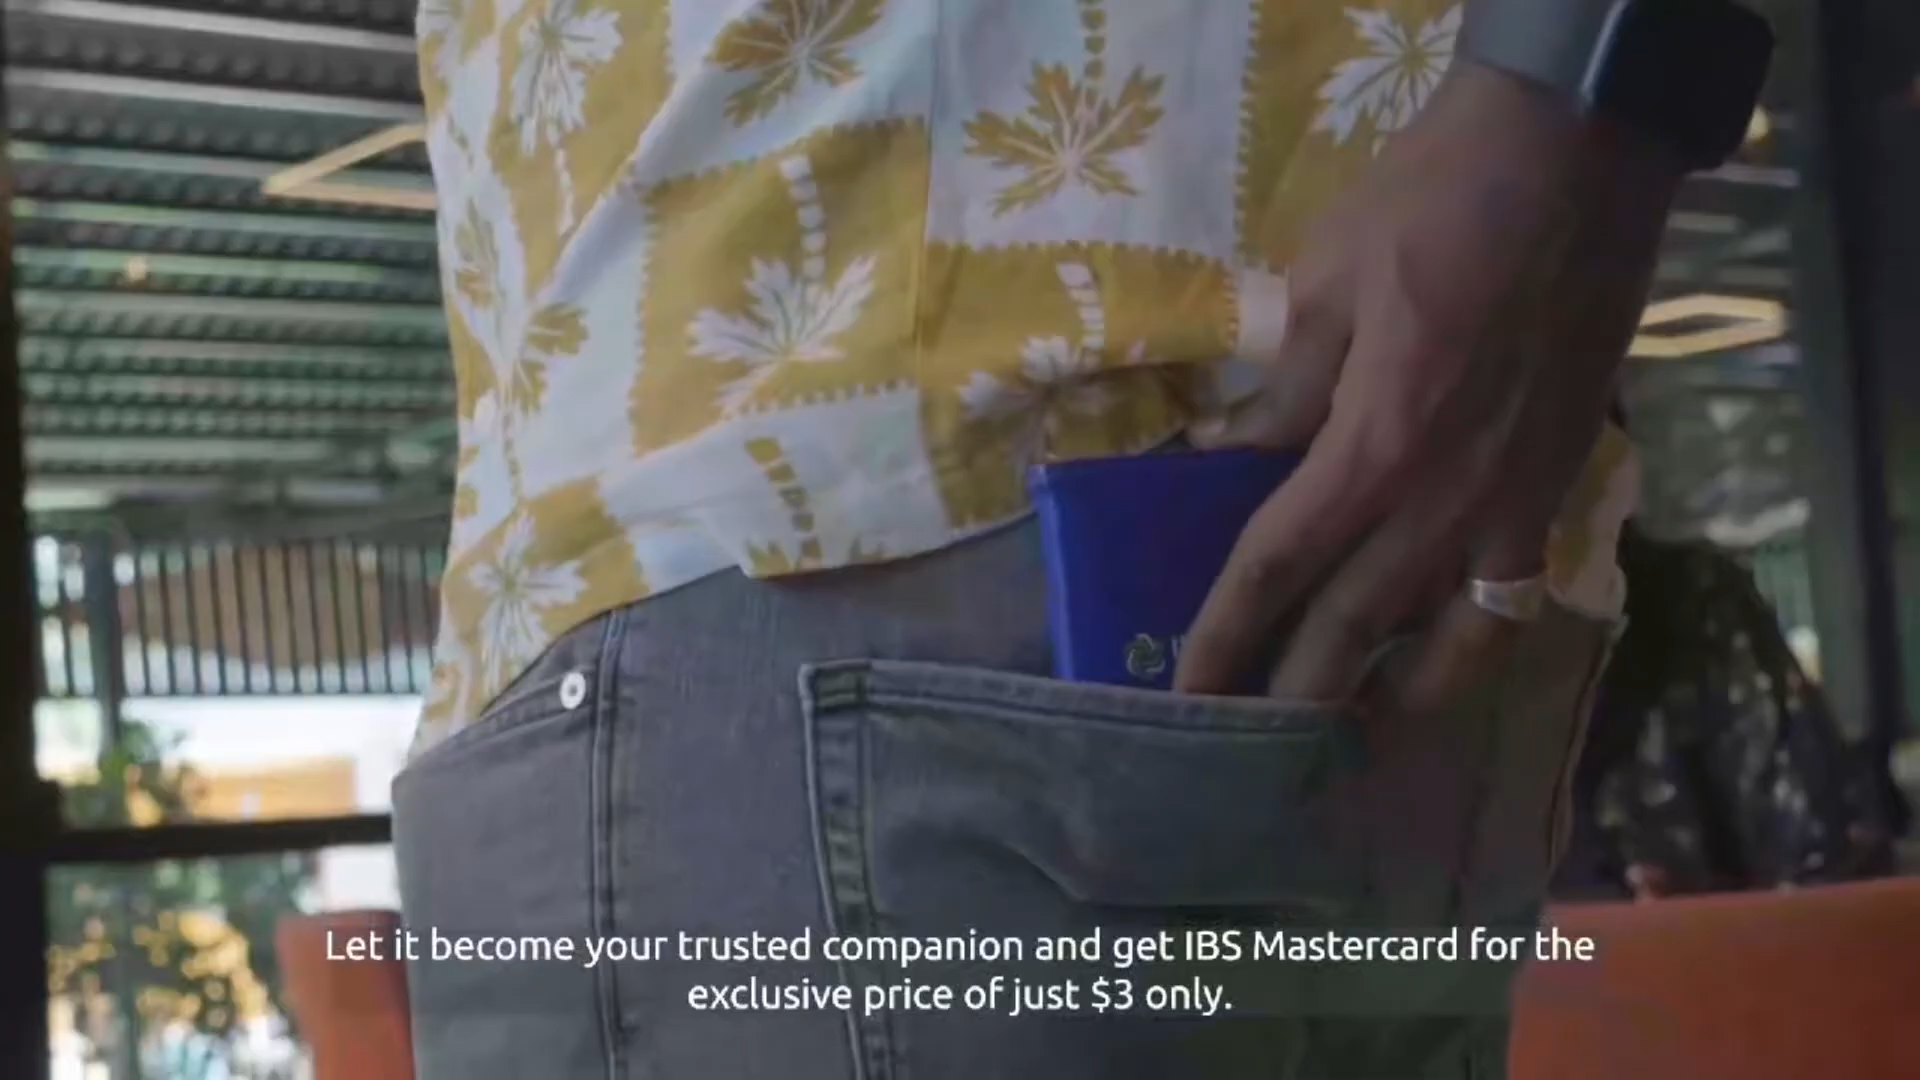 Let it become your trusted companion and get IBS Mastercard for the
exclusive price of just $3 only.